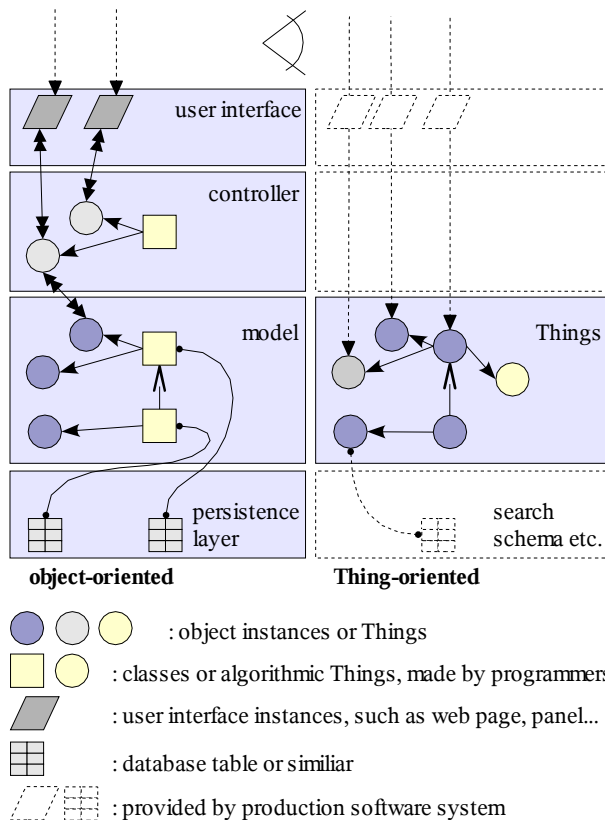 user interface
controller
model
Things
persistence
layer
search
schema etc.
object-oriented
Thing-oriented
: object instances or Things
: classes or algorithmic Things, made by programmers
: user interface instances, such as web page, panel...
: database table or similiar
: provided by production software system